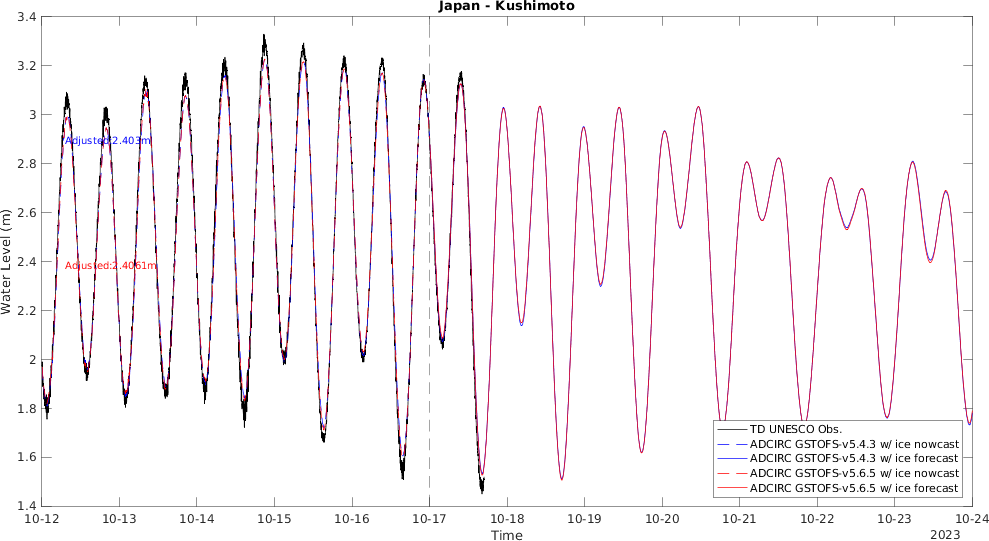 Japan - Kushimoto
3.4
3.2
3
2.8
2.6
2.4
2.2
2
1.8
1.6
1.4
Water Level (m)
Adjusted:2.403m
Adjusted:2.4061m
TD UNESCO Obs.
ADCIRC GSTOFS-v5.4.3 w/ ice nowcast
ADCIRC GSTOFS-v5.4.3 w/ ice forecast
ADCIRC GSTOFS-v5.6.5 w/ ice nowcast
ADCIRC GSTOFS-v5.6.5 w/ ice forecast
10-12 10-13 10-14 10-15 10-16 10-17 10-18 10-19 10-20 10-21 10-22 10-23 10-24
Time
2023